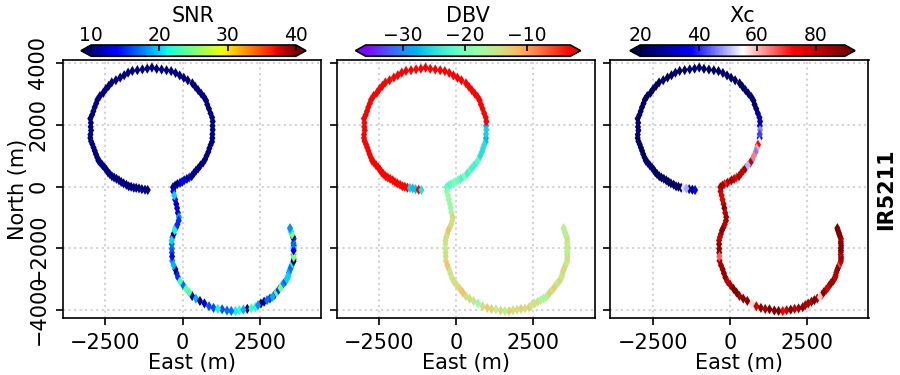 SNR DBV Xc
10 20 30 40 −30 −20 −10 20 40 60 80
North (m)
4000
2000
0
−2000
−4000
IR5211
−2500 0 2500 −2500 0 2500 −2500 0 2500
East (m) East (m) East (m)